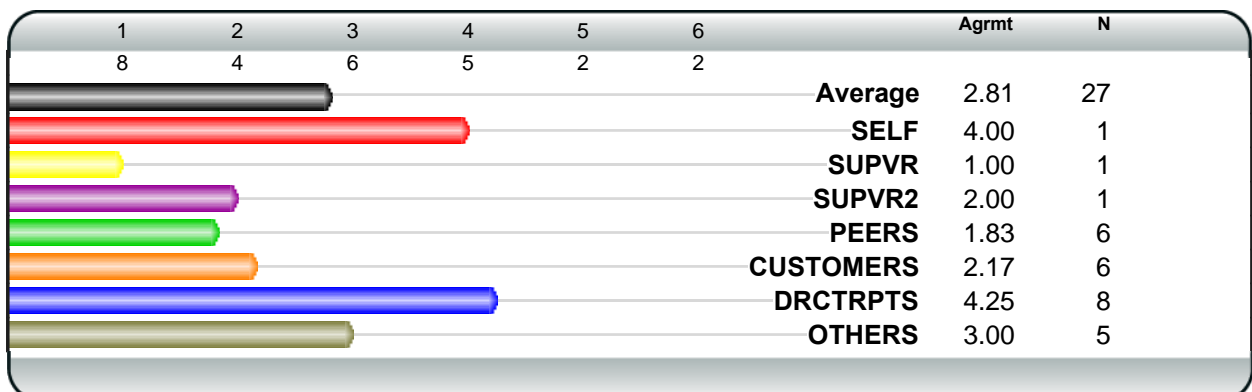 1 2 3 4 5 6 Agrmt N
8 4 6 5 2 2
Average 2.81 27
SELF 4.00 1
SUPVR 1.00 1
SUPVR2 2.00 1
PEERS 1.83 6
CUSTOMERS 2.17 6
DRCTRPTS 4.25 8
OTHERS 3.00 5